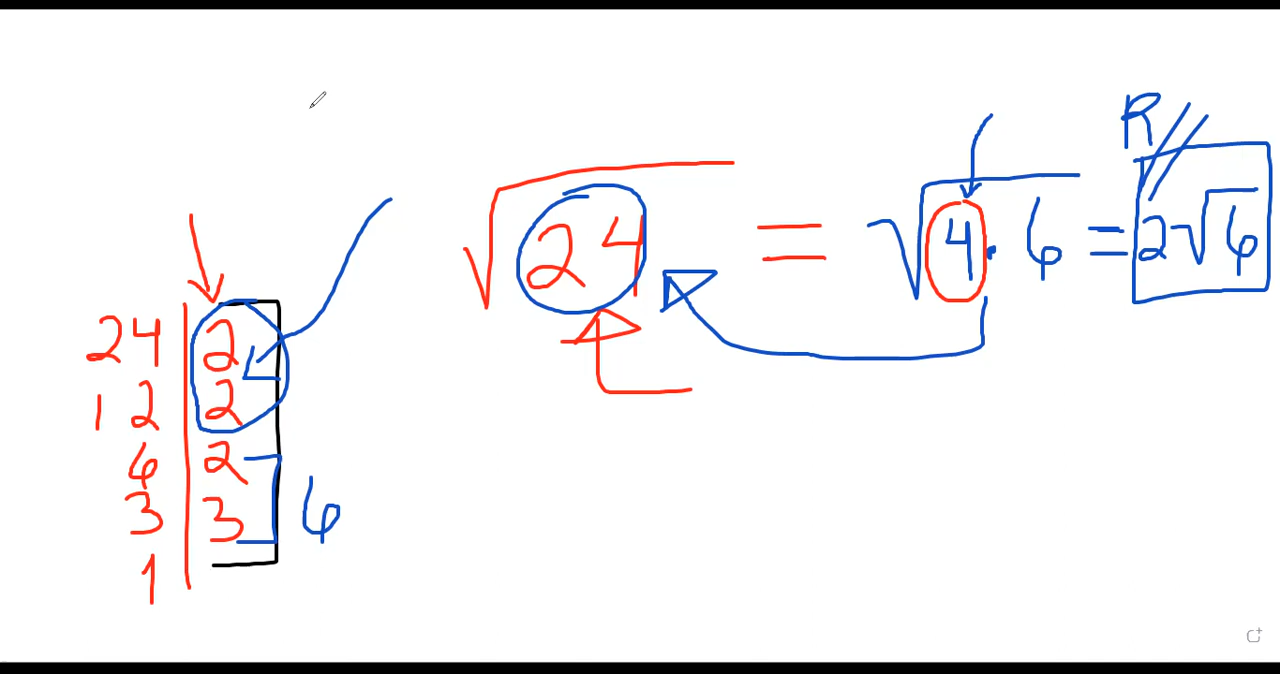 R//
√24 = √4·6 = 2√6
24 | 2
12 | 2
6 | 2
3 | 3
6
1